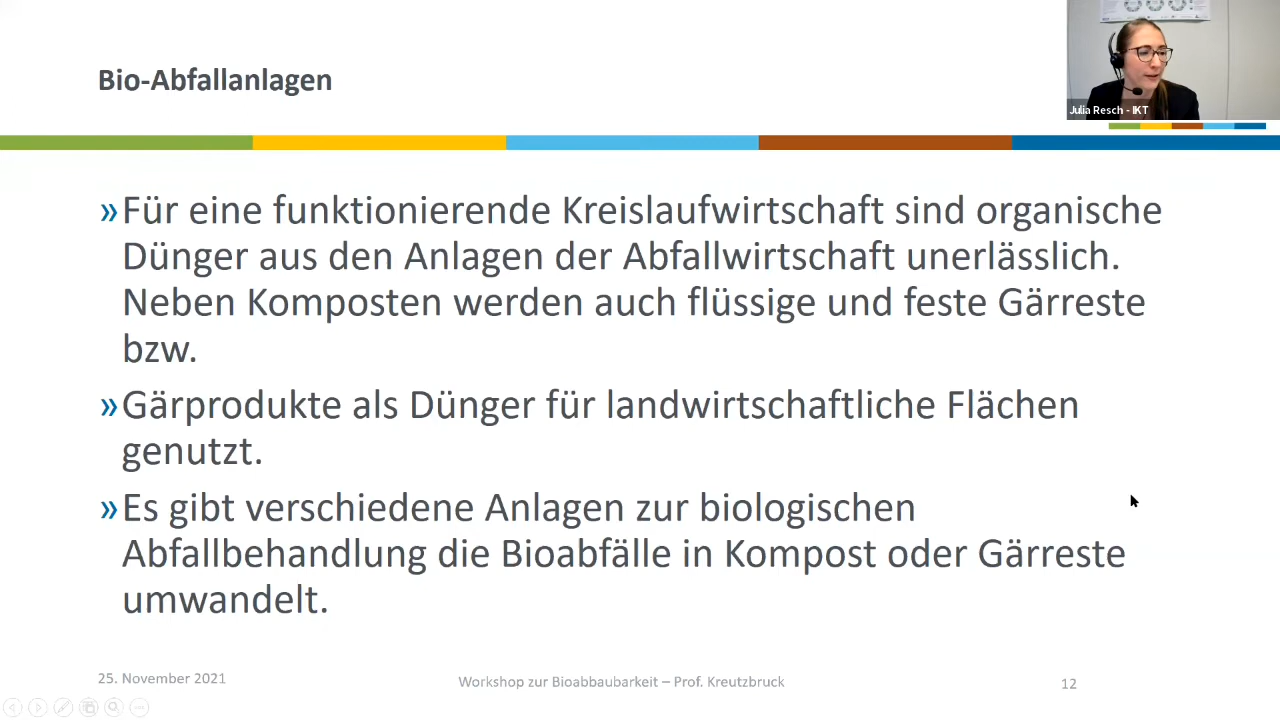 Bio-Abfallanlagen
Julia Resch - IKT
»Für eine funktionierende Kreislaufwirtschaft sind organische
Dünger aus den Anlagen der Abfallwirtschaft unerlässlich.
Neben Komposten werden auch flüssige und feste Gärreste
bzw.
»Gärprodukte als Dünger für landwirtschaftliche Flächen
genutzt.
»Es gibt verschiedene Anlagen zur biologischen
Abfallbehandlung die Bioabfälle in Kompost oder Gärreste
umwandelt.
25. November 2021
Workshop zur Bioabbaubarkeit – Prof. Kreutzbruck
12